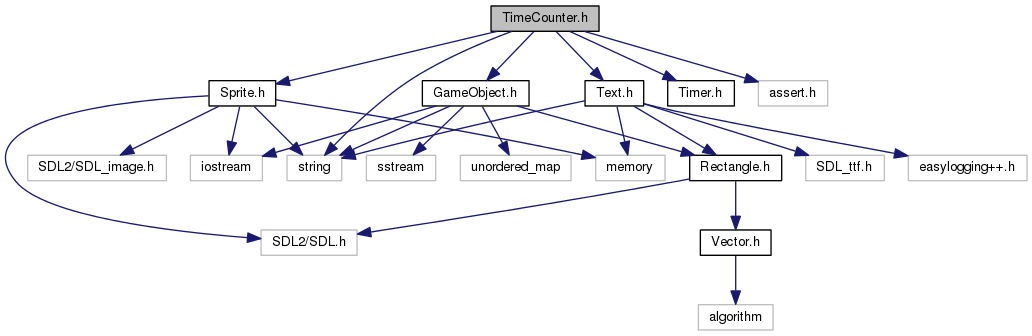 TimeCounter.h
Sprite.h
GameObject.h
Text.h
Timer.h
assert.h
SDL2/SDL_image.h
iostream
string
sstream
unordered_map
memory
Rectangle.h
SDL_ttf.h
easylogging++.h
SDL2/SDL.h
Vector.h
algorithm